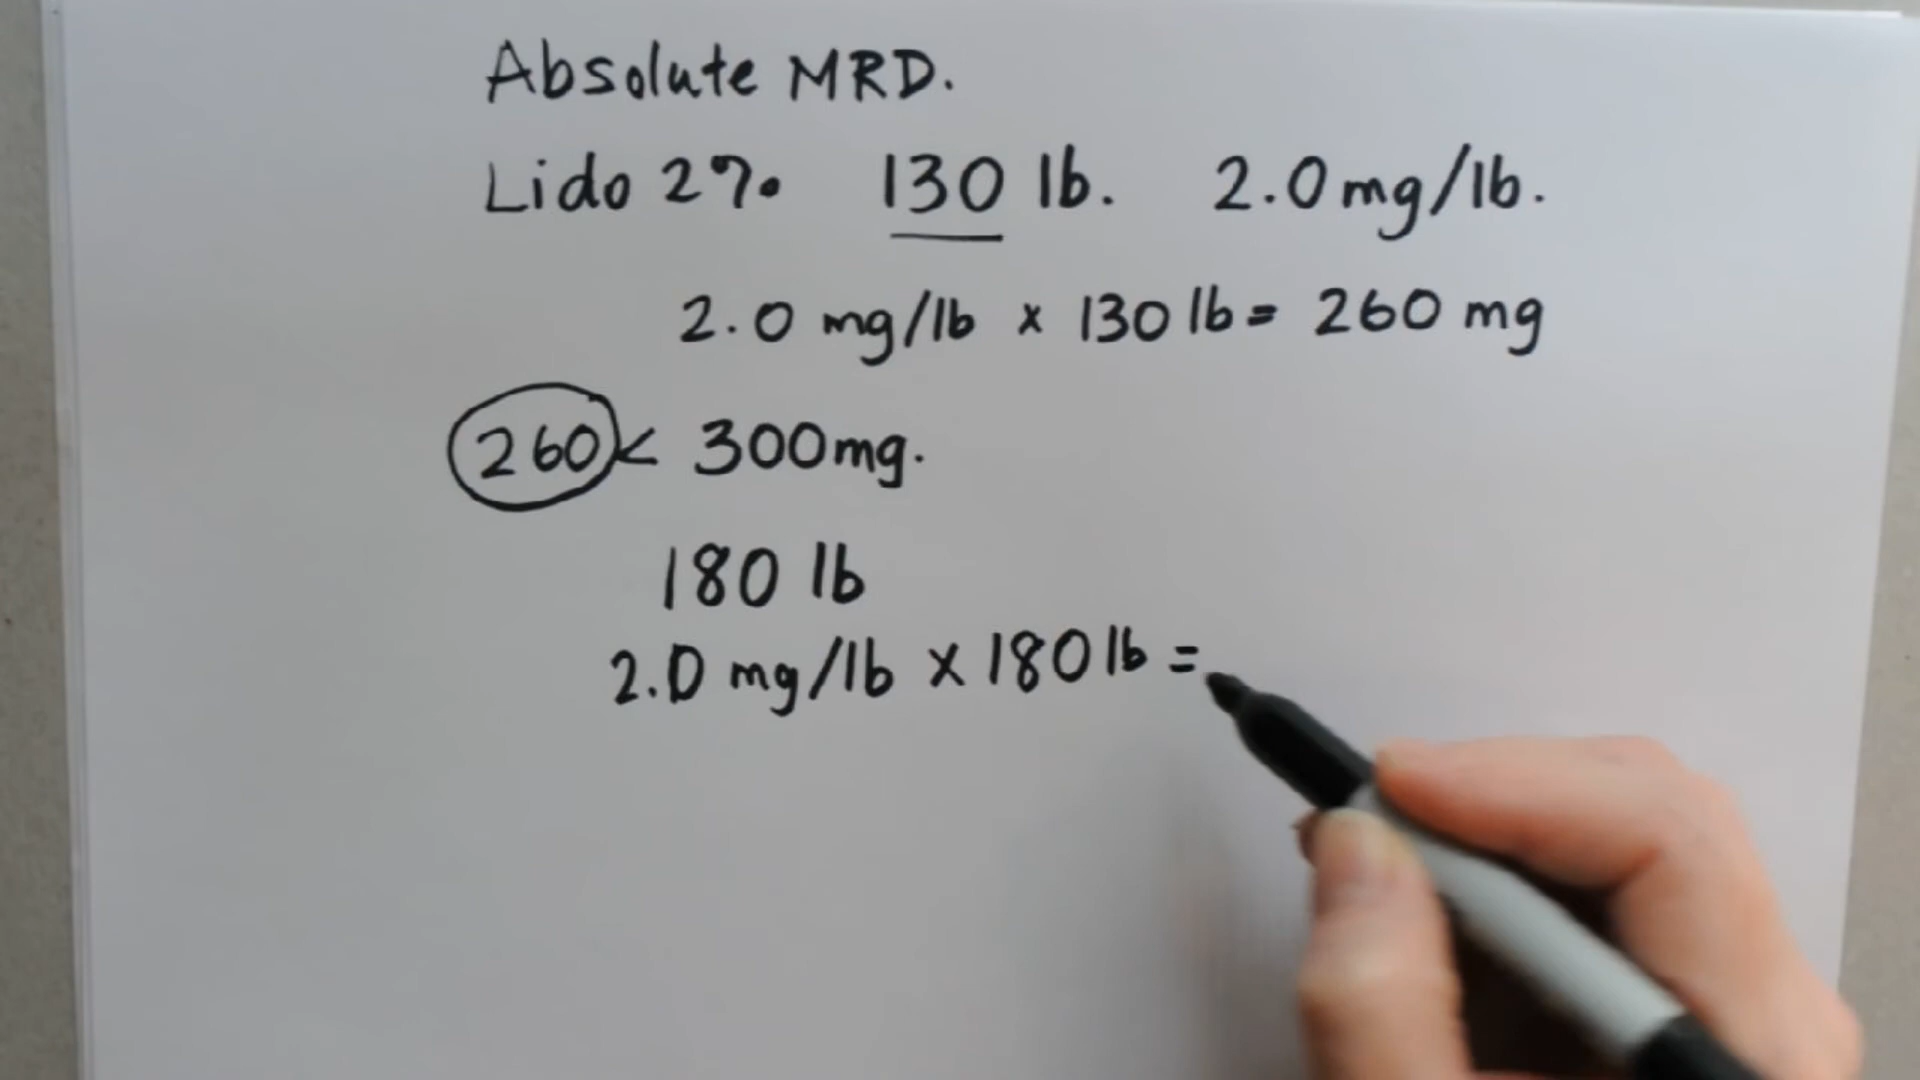 Absolute MRD.
Lido 2% 130 lb. 2.0 mg/lb.
2.0 mg/lb x 130 lb = 260 mg
260 < 300mg.
180 lb
2.0 mg/lb x 180 lb =